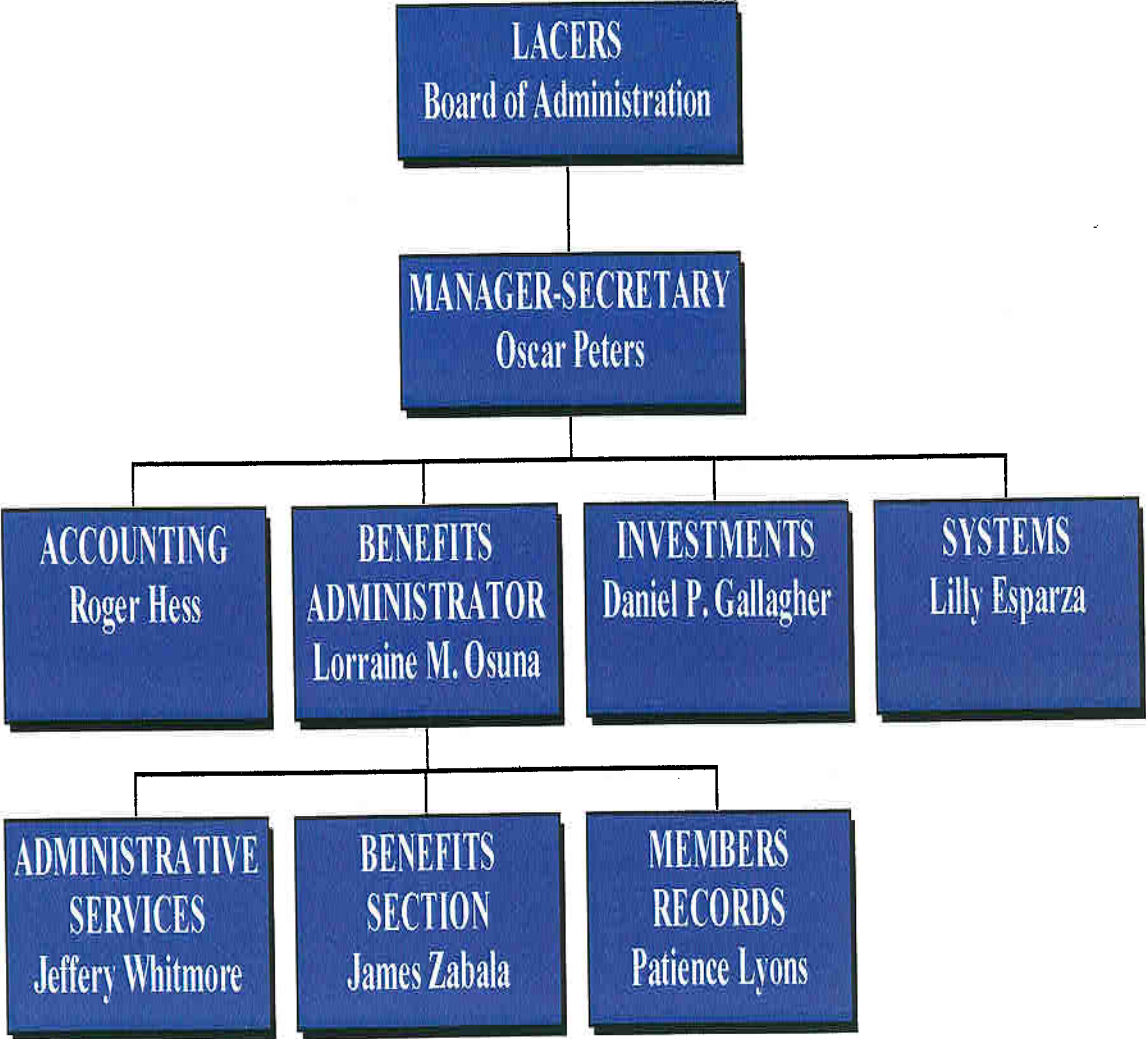 LACERS
Board of Administration
MANAGER-SECRETARY
Oscar Peters
ACCOUNTING
Roger Hess
BENEFITS
ADMINISTRATOR
Lorraine M. Osuna
INVESTMENTS
Daniel P. Gallagher
SYSTEMS
Lilly Esparza
ADMINISTRATIVE
SERVICES
Jeffery Whitmore
BENEFITS
SECTION
James Zabala
MEMBERS
RECORDS
Patience Lyons